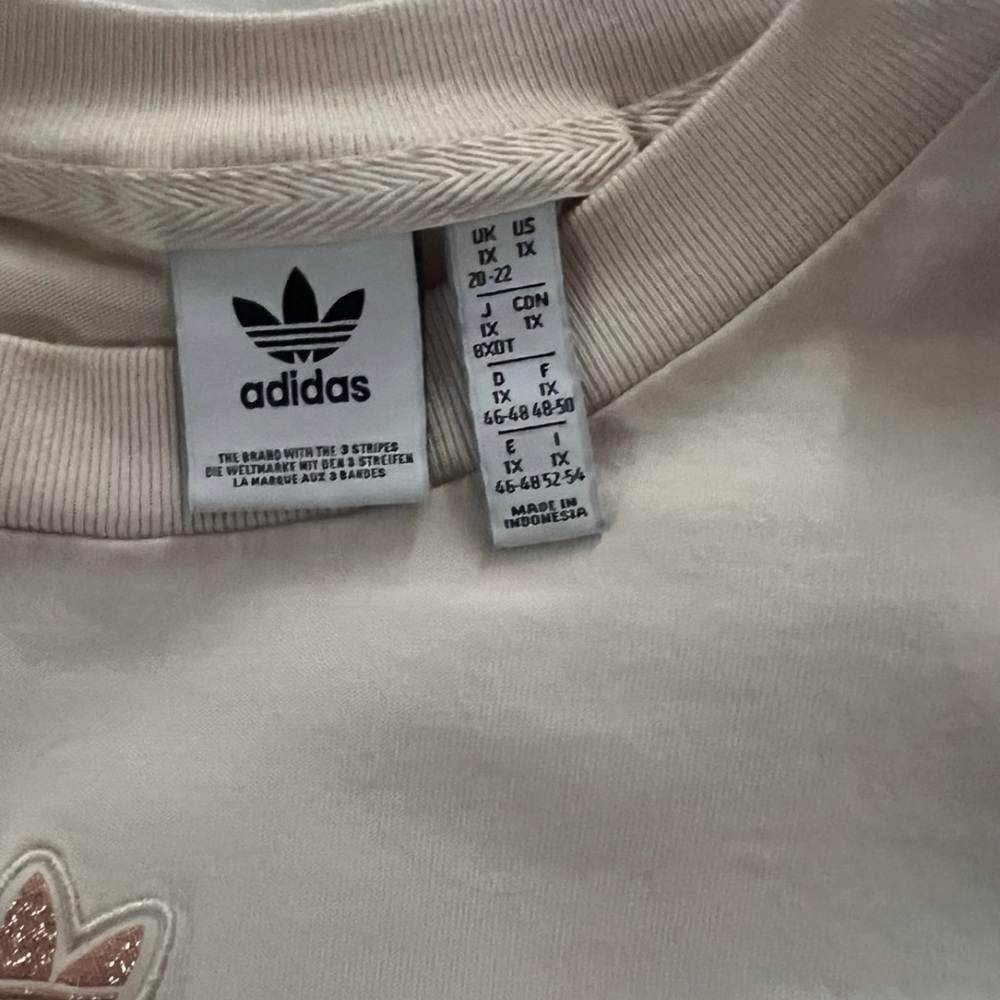 adidas
THE BRAND WITH THE 3 STRIPES
DIE WELTMARKE MIT DEN 3 STREIFEN
LA MARQUE AUX 3 BANDES
UK US
1X 1X
20-22
J CDN
1X 1X
8XOT
D F
1X 1X
46-48 48-50
E I
1X 1X
46-48 52-54
MADE IN
INDONESIA